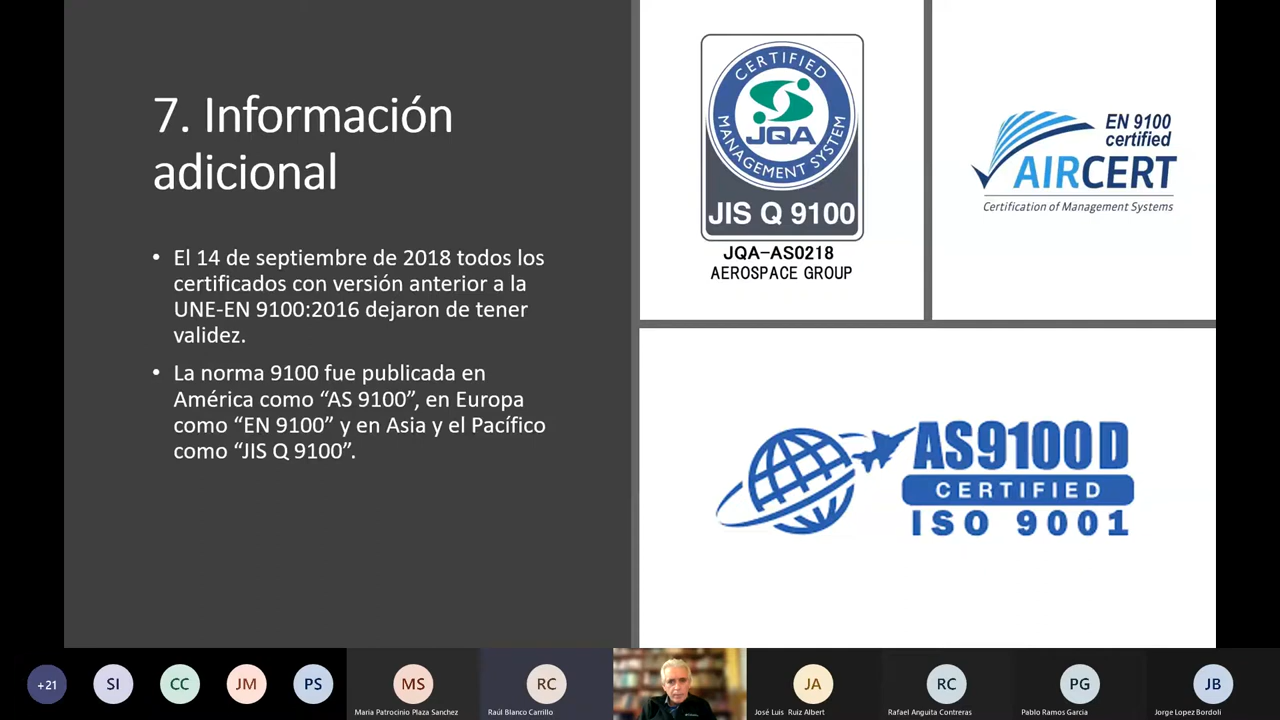 7. Información
adicional
• El 14 de septiembre de 2018 todos los
certificados con versión anterior a la
UNE-EN 9100:2016 dejaron de tener
validez.
• La norma 9100 fue publicada en
América como “AS 9100”, en Europa
como “EN 9100” y en Asia y el Pacífico
como “JIS Q 9100”.
CERTIFIED
JQA
MANAGEMENT SYSTEM
JIS Q 9100
JQA-AS0218
AEROSPACE GROUP
EN 9100
certified
AIRCERT
Certification of Management Systems
AS9100D
CERTIFIED
ISO 9001
+21
SI
CC
JM
PS
MS
Maria Patrocinio Plaza Sanchez
RC
Raúl Blanco Carrillo
JA
José Luis Ruiz Albert
RC
Rafael Anguita Contreras
PG
Pablo Ramos Garcia
JB
Jorge Lopez Bordoli